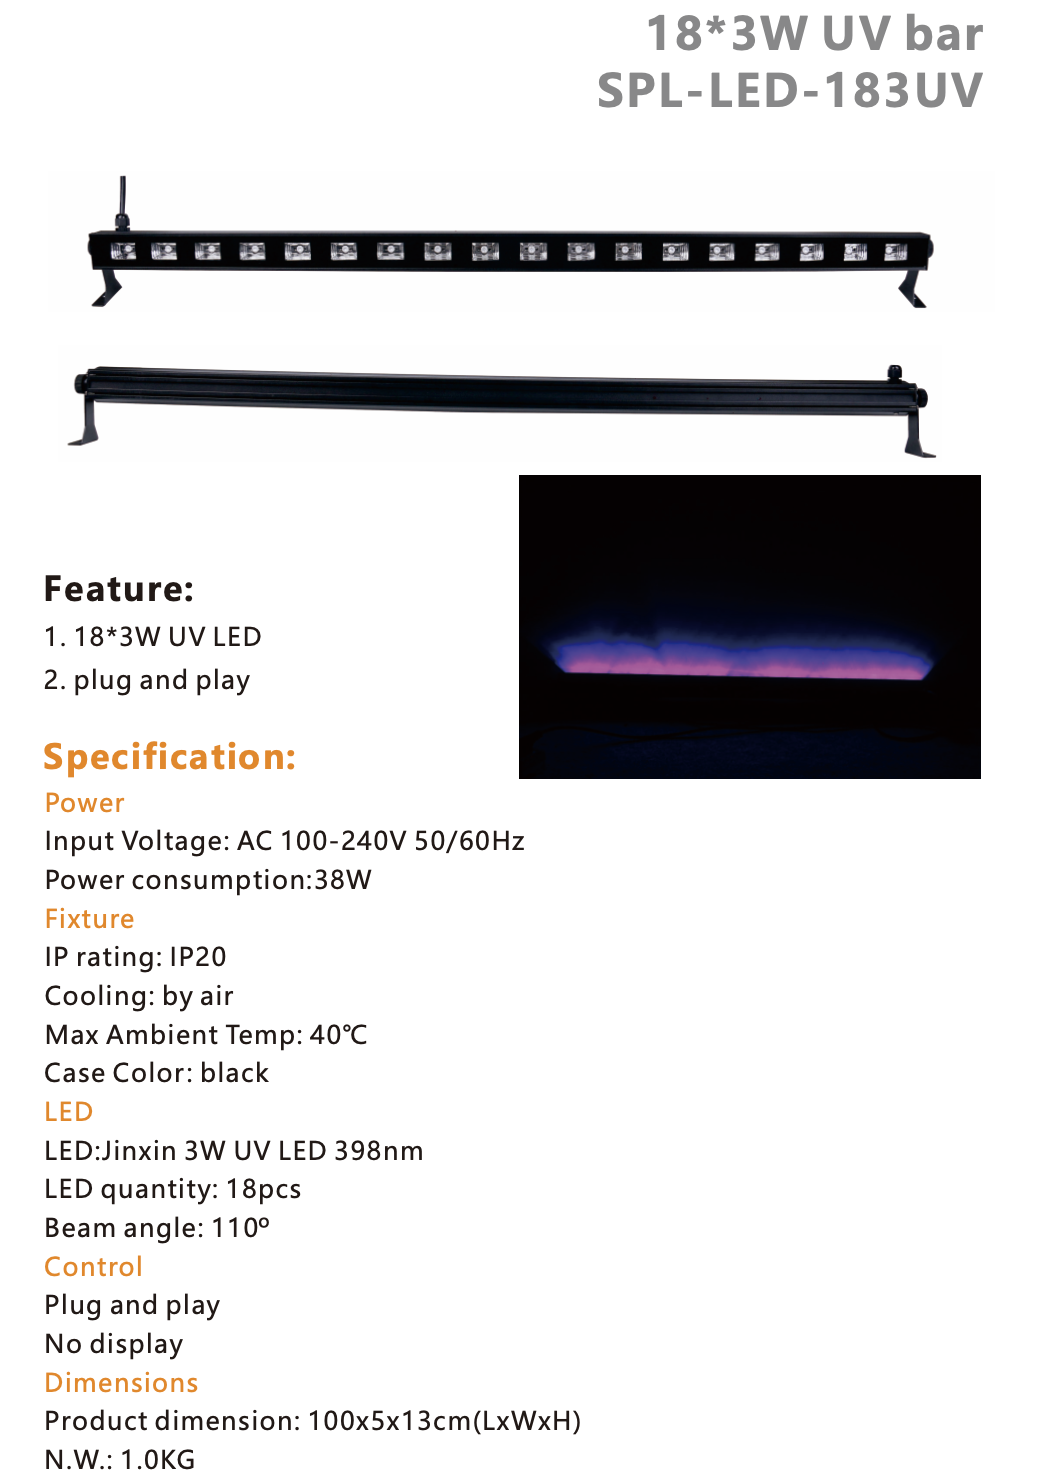 18*3W UV bar
SPL-LED-183UV
Feature:
1. 18*3W UV LED
2. plug and play
Specification:
Power
Input Voltage: AC 100-240V 50/60Hz
Power consumption:38W
Fixture
IP rating: IP20
Cooling: by air
Max Ambient Temp: 40℃
Case Color: black
LED
LED:Jinxin 3W UV LED 398nm
LED quantity: 18pcs
Beam angle: 110º
Control
Plug and play
No display
Dimensions
Product dimension: 100x5x13cm(LxWxH)
N.W.: 1.0KG